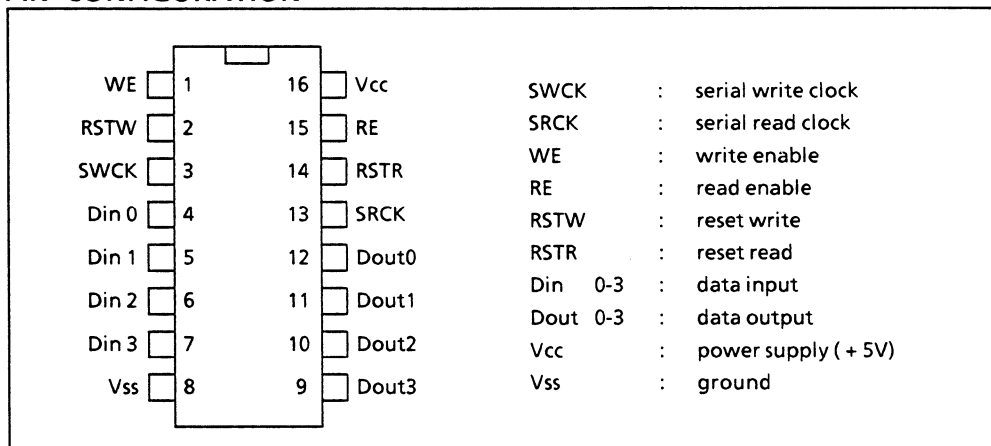 WE 1 16 Vcc
RSTW 2 15 RE
SWCK 3 14 RSTR
Din 0 4 13 SRCK
Din 1 5 12 Dout0
Din 2 6 11 Dout1
Din 3 7 10 Dout2
Vss 8 9 Dout3
SWCK : serial write clock
SRCK : serial read clock
WE : write enable
RE : read enable
RSTW : reset write
RSTR : reset read
Din 0-3 : data input
Dout 0-3 : data output
Vcc : power supply ( + 5V)
Vss : ground